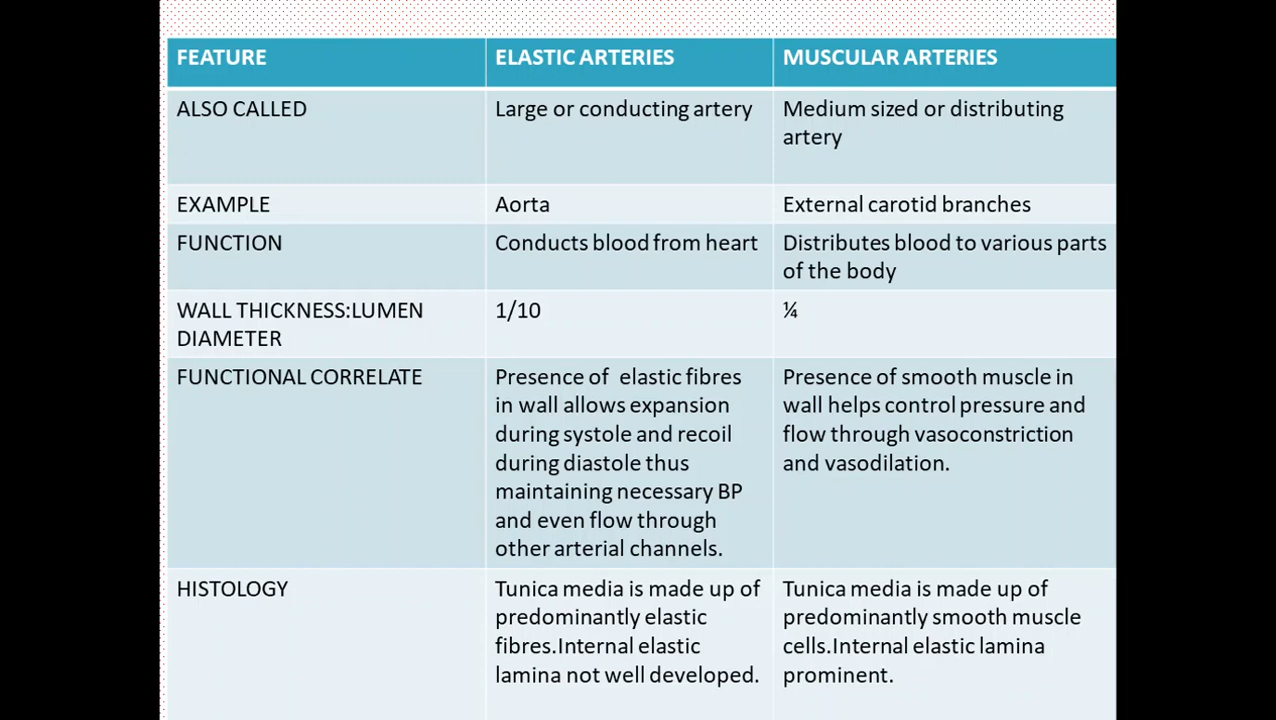 FEATURE
ELASTIC ARTERIES
MUSCULAR ARTERIES
ALSO CALLED
Large or conducting artery
Medium sized or distributing
artery
EXAMPLE
Aorta
External carotid branches
FUNCTION
Conducts blood from heart
Distributes blood to various parts
of the body
WALL THICKNESS:LUMEN
DIAMETER
1/10
¼
FUNCTIONAL CORRELATE
Presence of  elastic fibres
in wall allows expansion
during systole and recoil
during diastole thus
maintaining necessary BP
and even flow through
other arterial channels.
Presence of smooth muscle in
wall helps control pressure and
flow through vasoconstriction
and vasodilation.
HISTOLOGY
Tunica media is made up of
predominantly elastic
fibres.Internal elastic
lamina not well developed.
Tunica media is made up of
predominantly smooth muscle
cells.Internal elastic lamina
prominent.